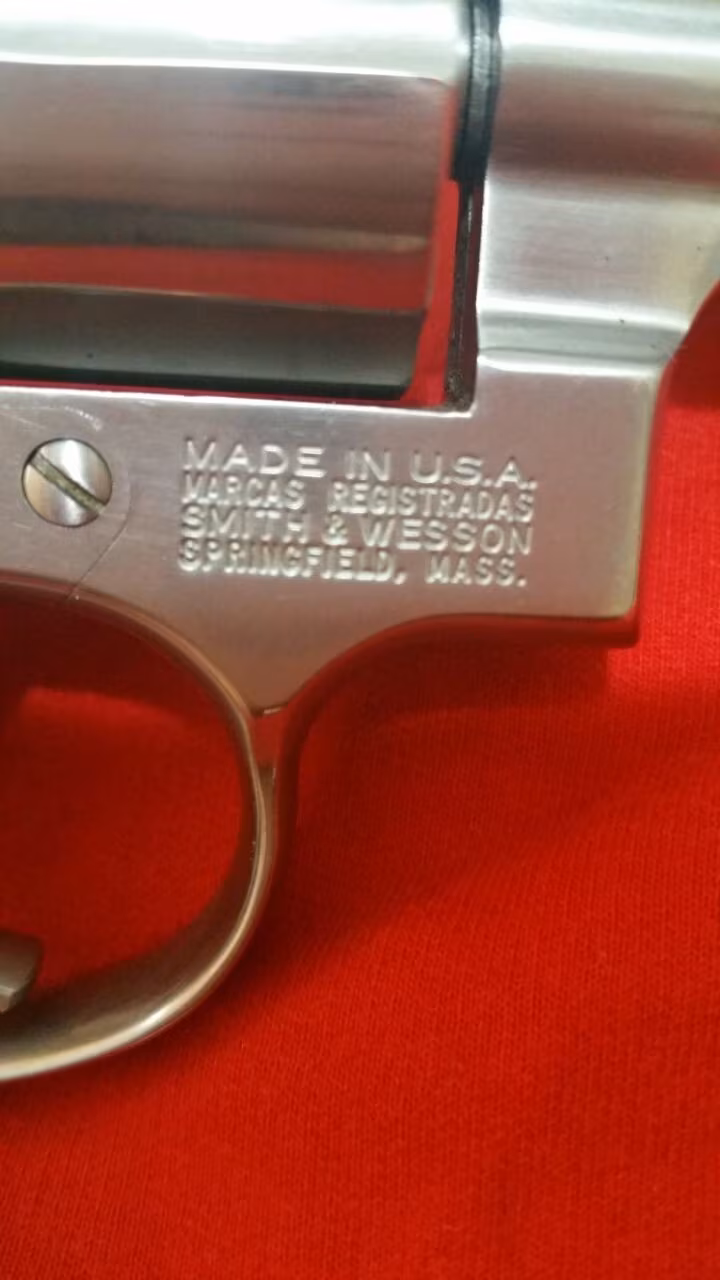 MADE IN U.S.A.
MARCAS REGISTRADAS
SMITH & WESSON
SPRINGFIELD, MASS.